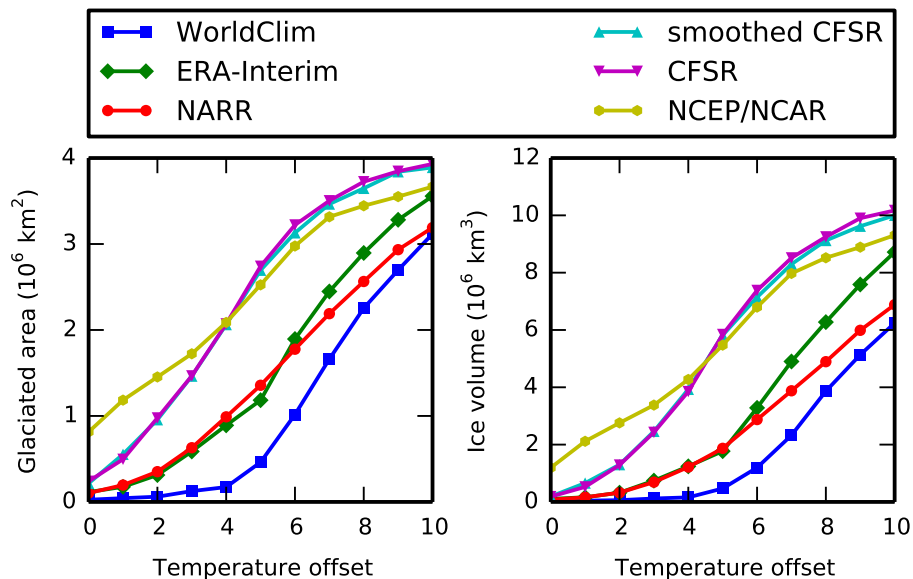 WorldClim
ERA-Interim
NARR
smoothed CFSR
CFSR
NCEP/NCAR
Glaciated area (10⁶ km²)
4
3
2
1
0
0 2 4 6 8 10
Temperature offset
Ice volume (10⁶ km³)
12
10
8
6
4
2
0
0 2 4 6 8 10
Temperature offset